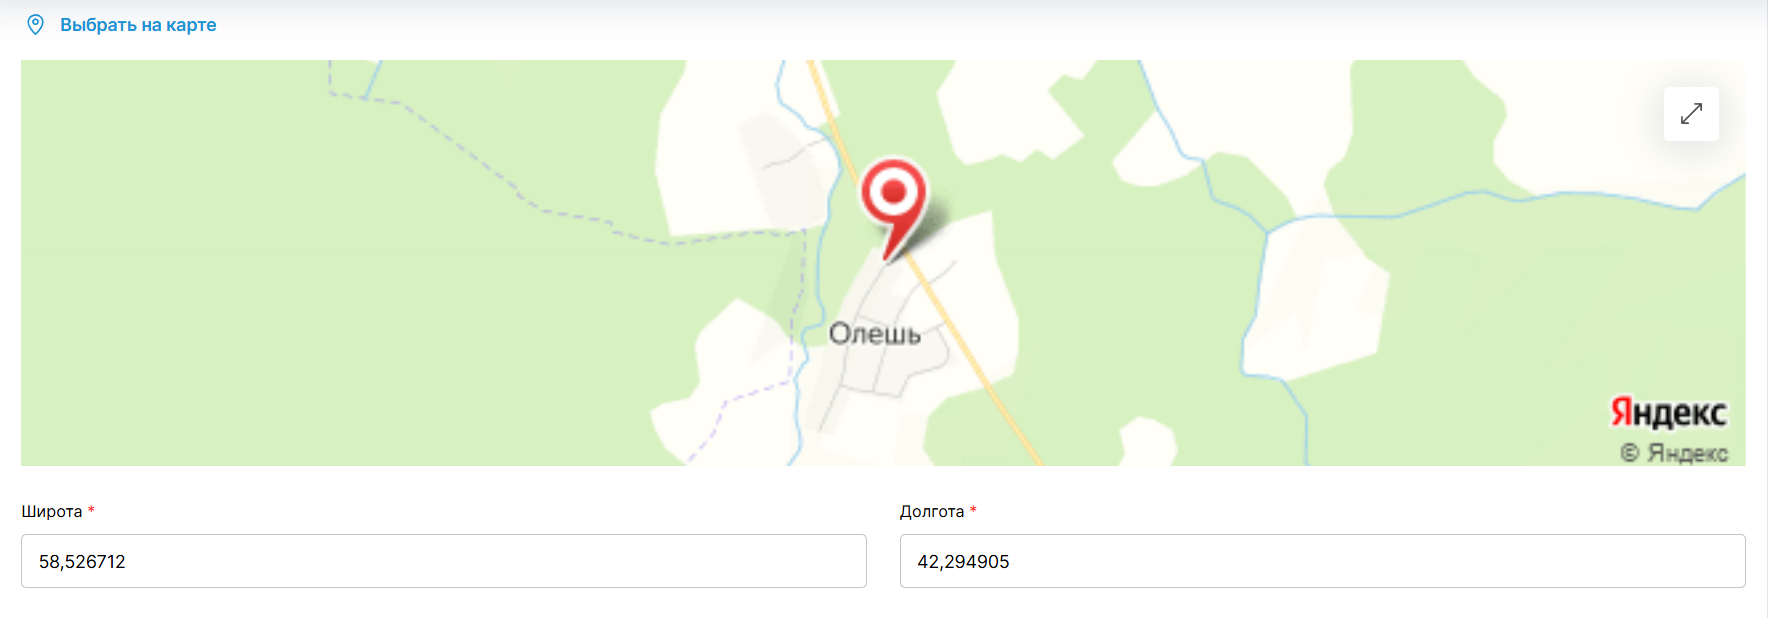 Выбрать на карте
Олешь
Яндекс
© Яндекс
Широта *
Долгота *
58,526712
42,294905